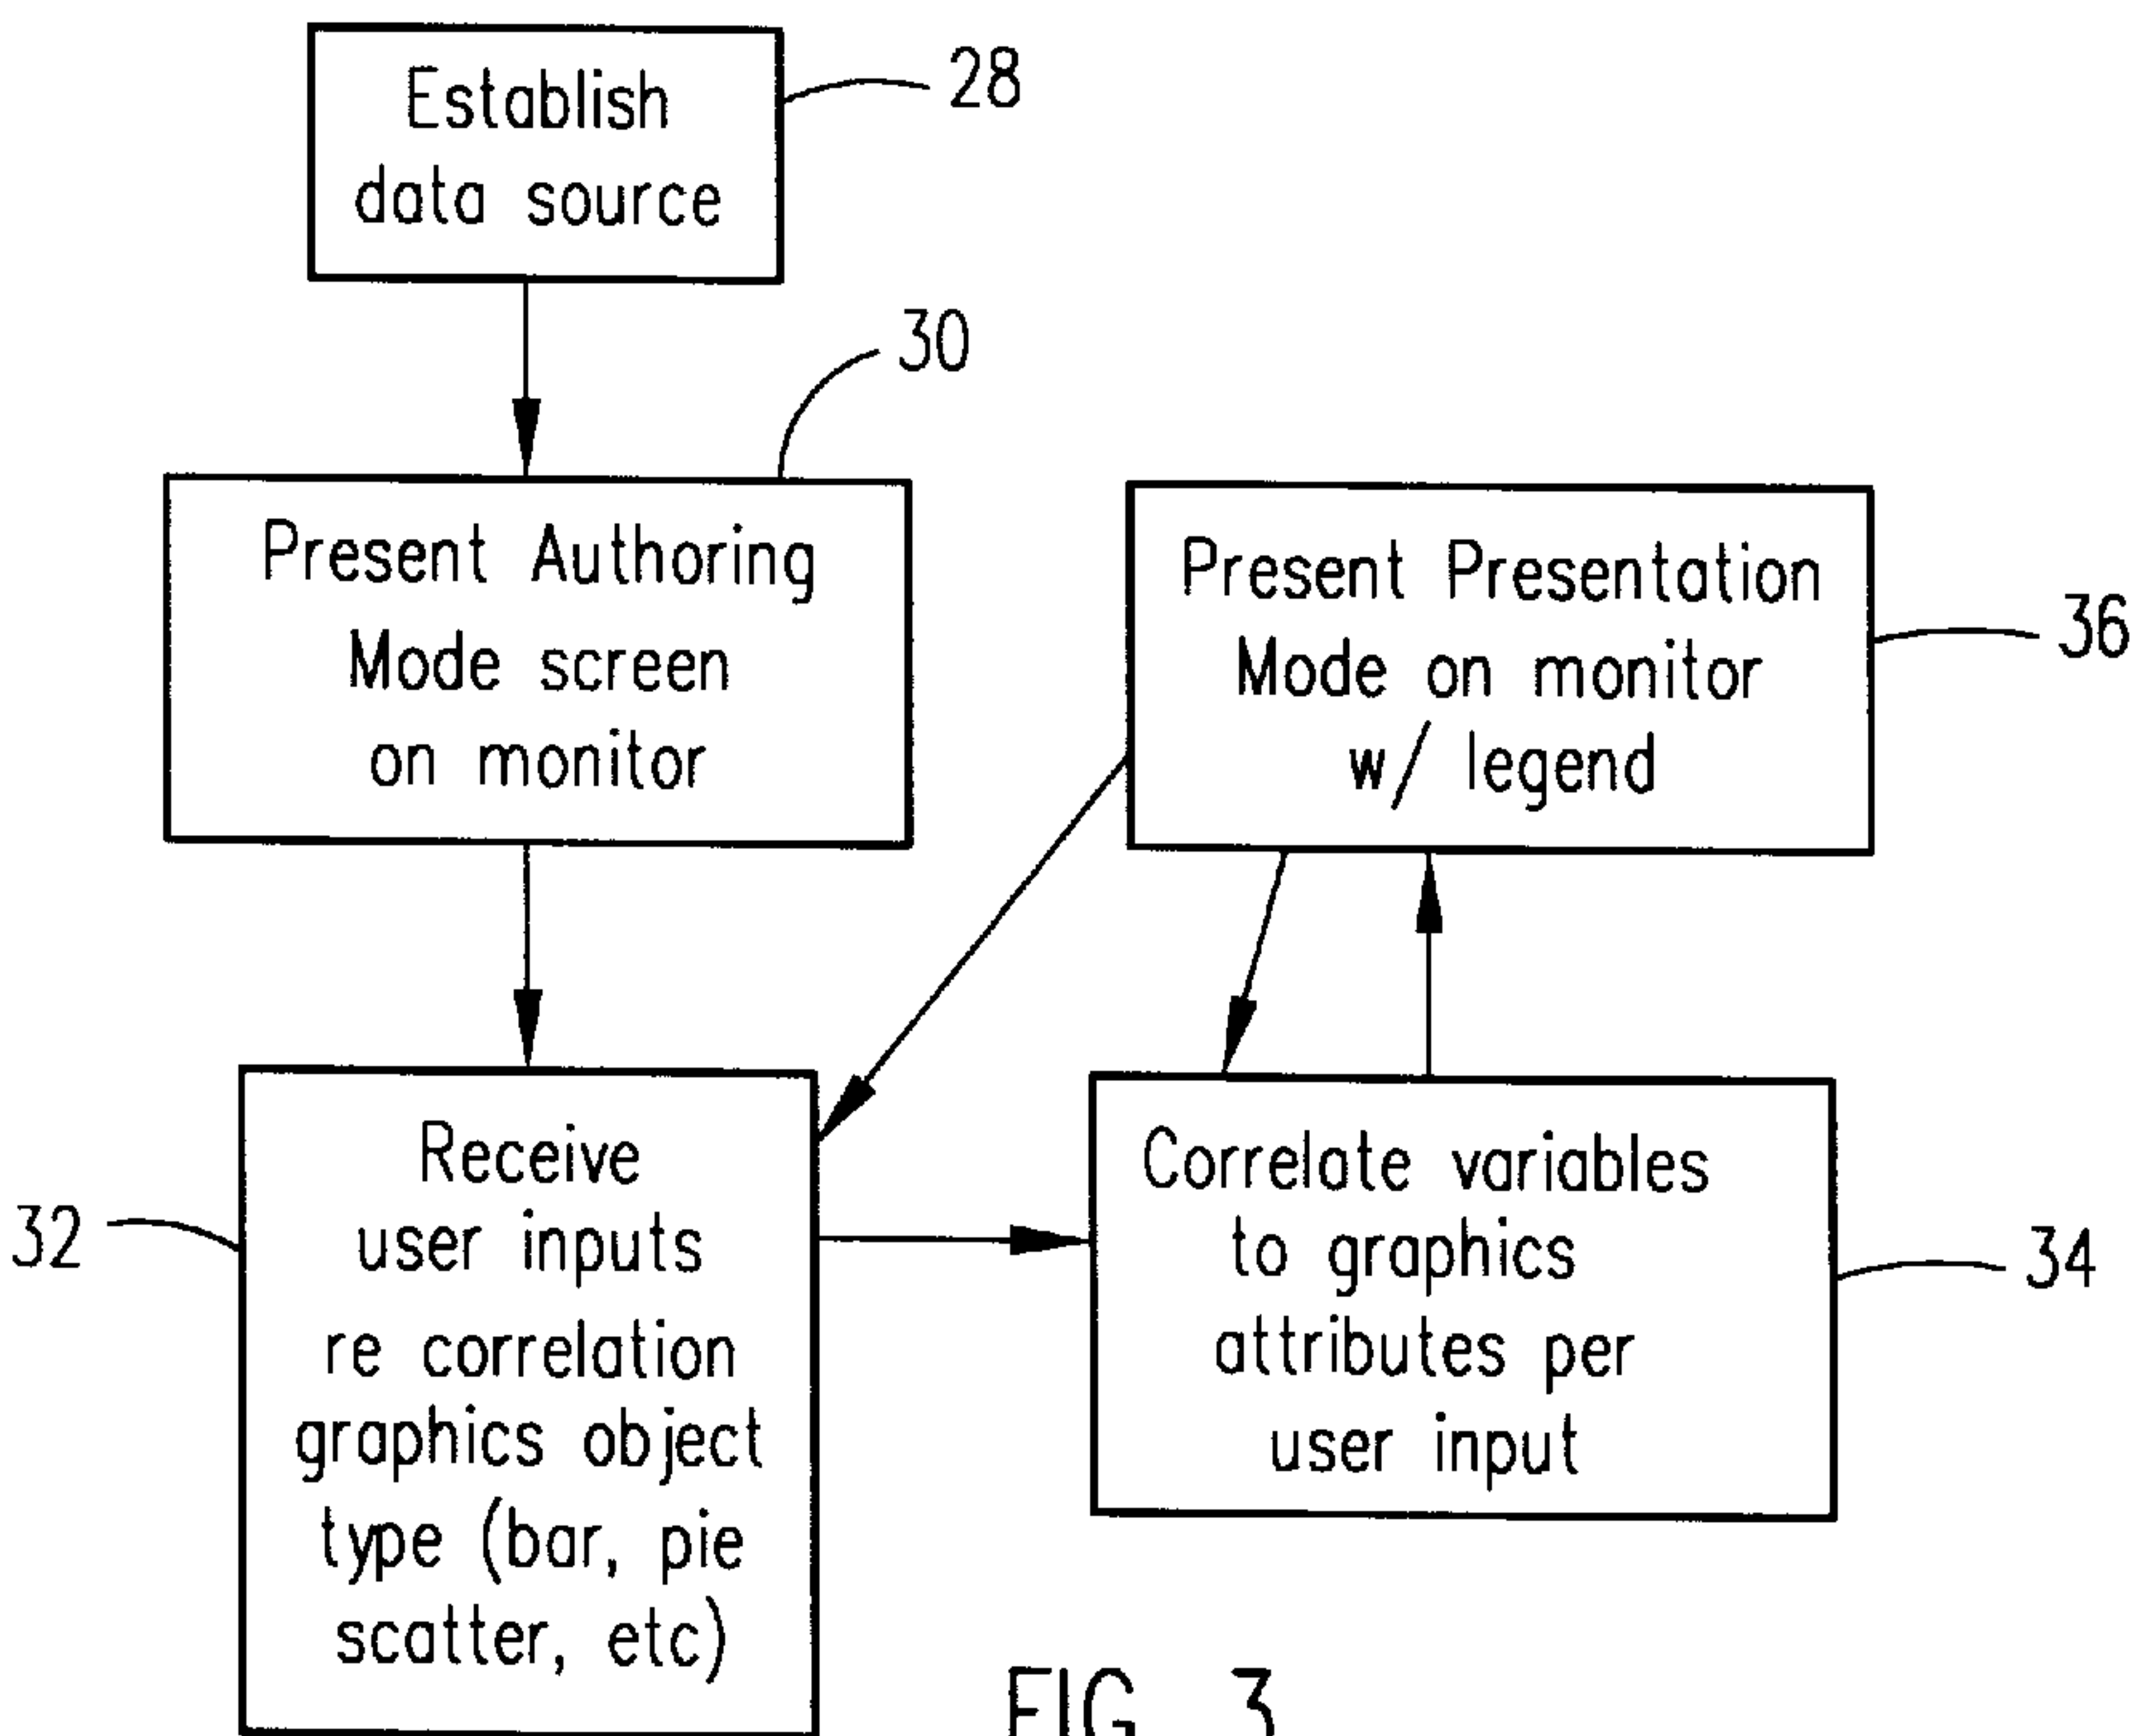 Establish
data source
28
30
Present Authoring
Mode screen
on monitor
Present Presentation
Mode on monitor
w/ legend
36
32
Receive
user inputs
re correlation
graphics object
type (bar, pie
scatter, etc)
Correlate variables
to graphics
attributes per
user input
34
FIG. 3